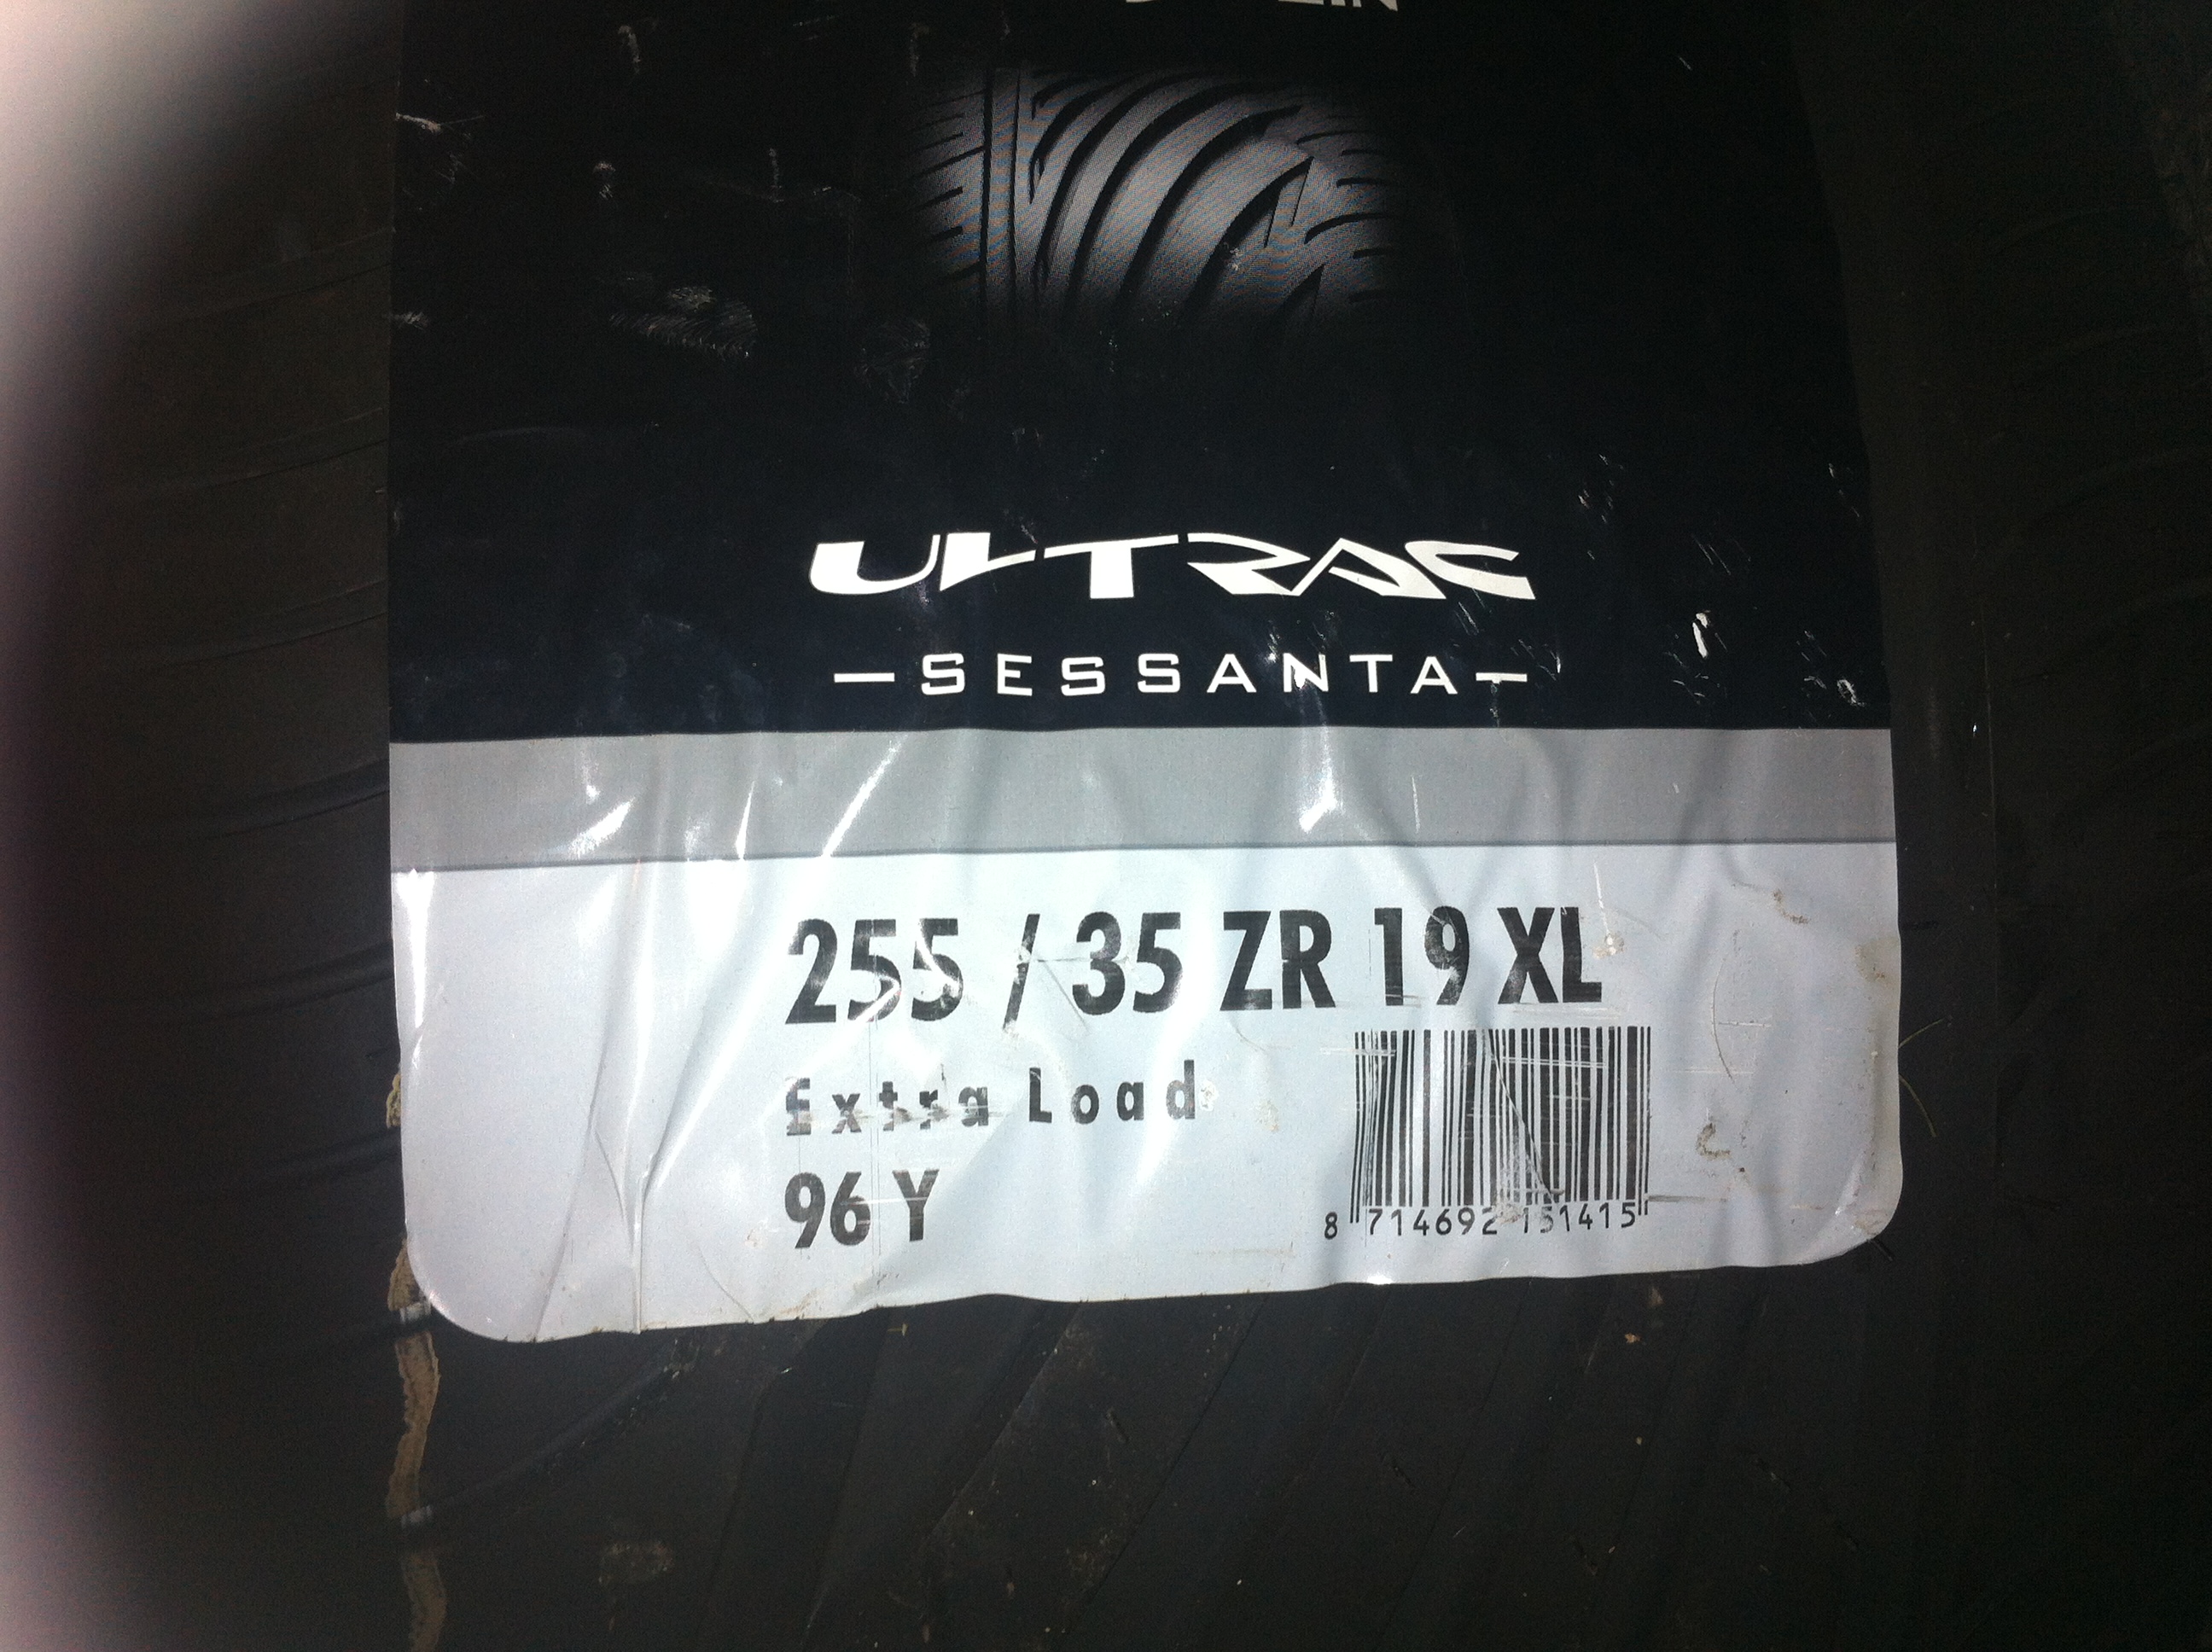 ULTRAC
—SESSANTA—
255 / 35 ZR 19 XL
Extra Load
96 Y
8 714692 151415